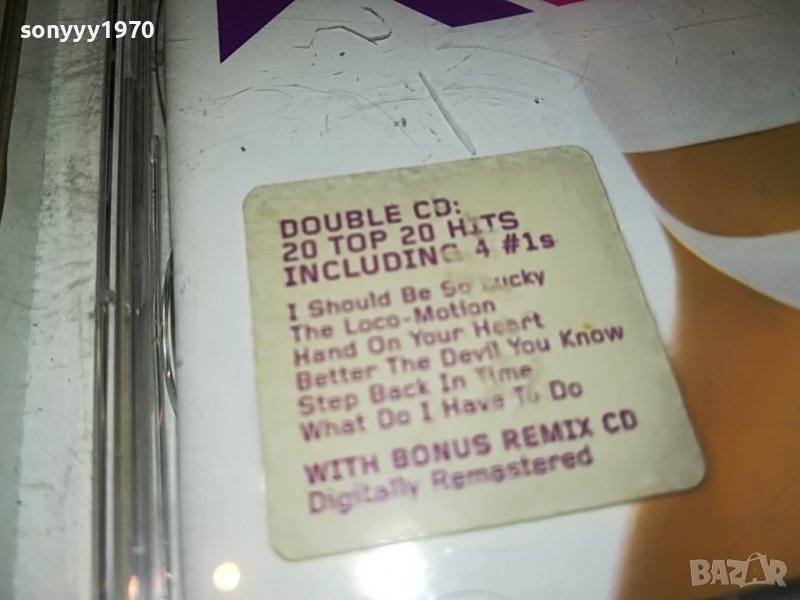 sonyyy1970
DOUBLE CD:
20 TOP 20 HITS
INCLUDING 4 #1s
I Should Be So Lucky
The Loco-Motion
Hand On Your Heart
Better The Devil You Know
Step Back In Time
What Do I Have To Do
WITH BONUS REMIX CD
Digitally Remastered
BAZAR